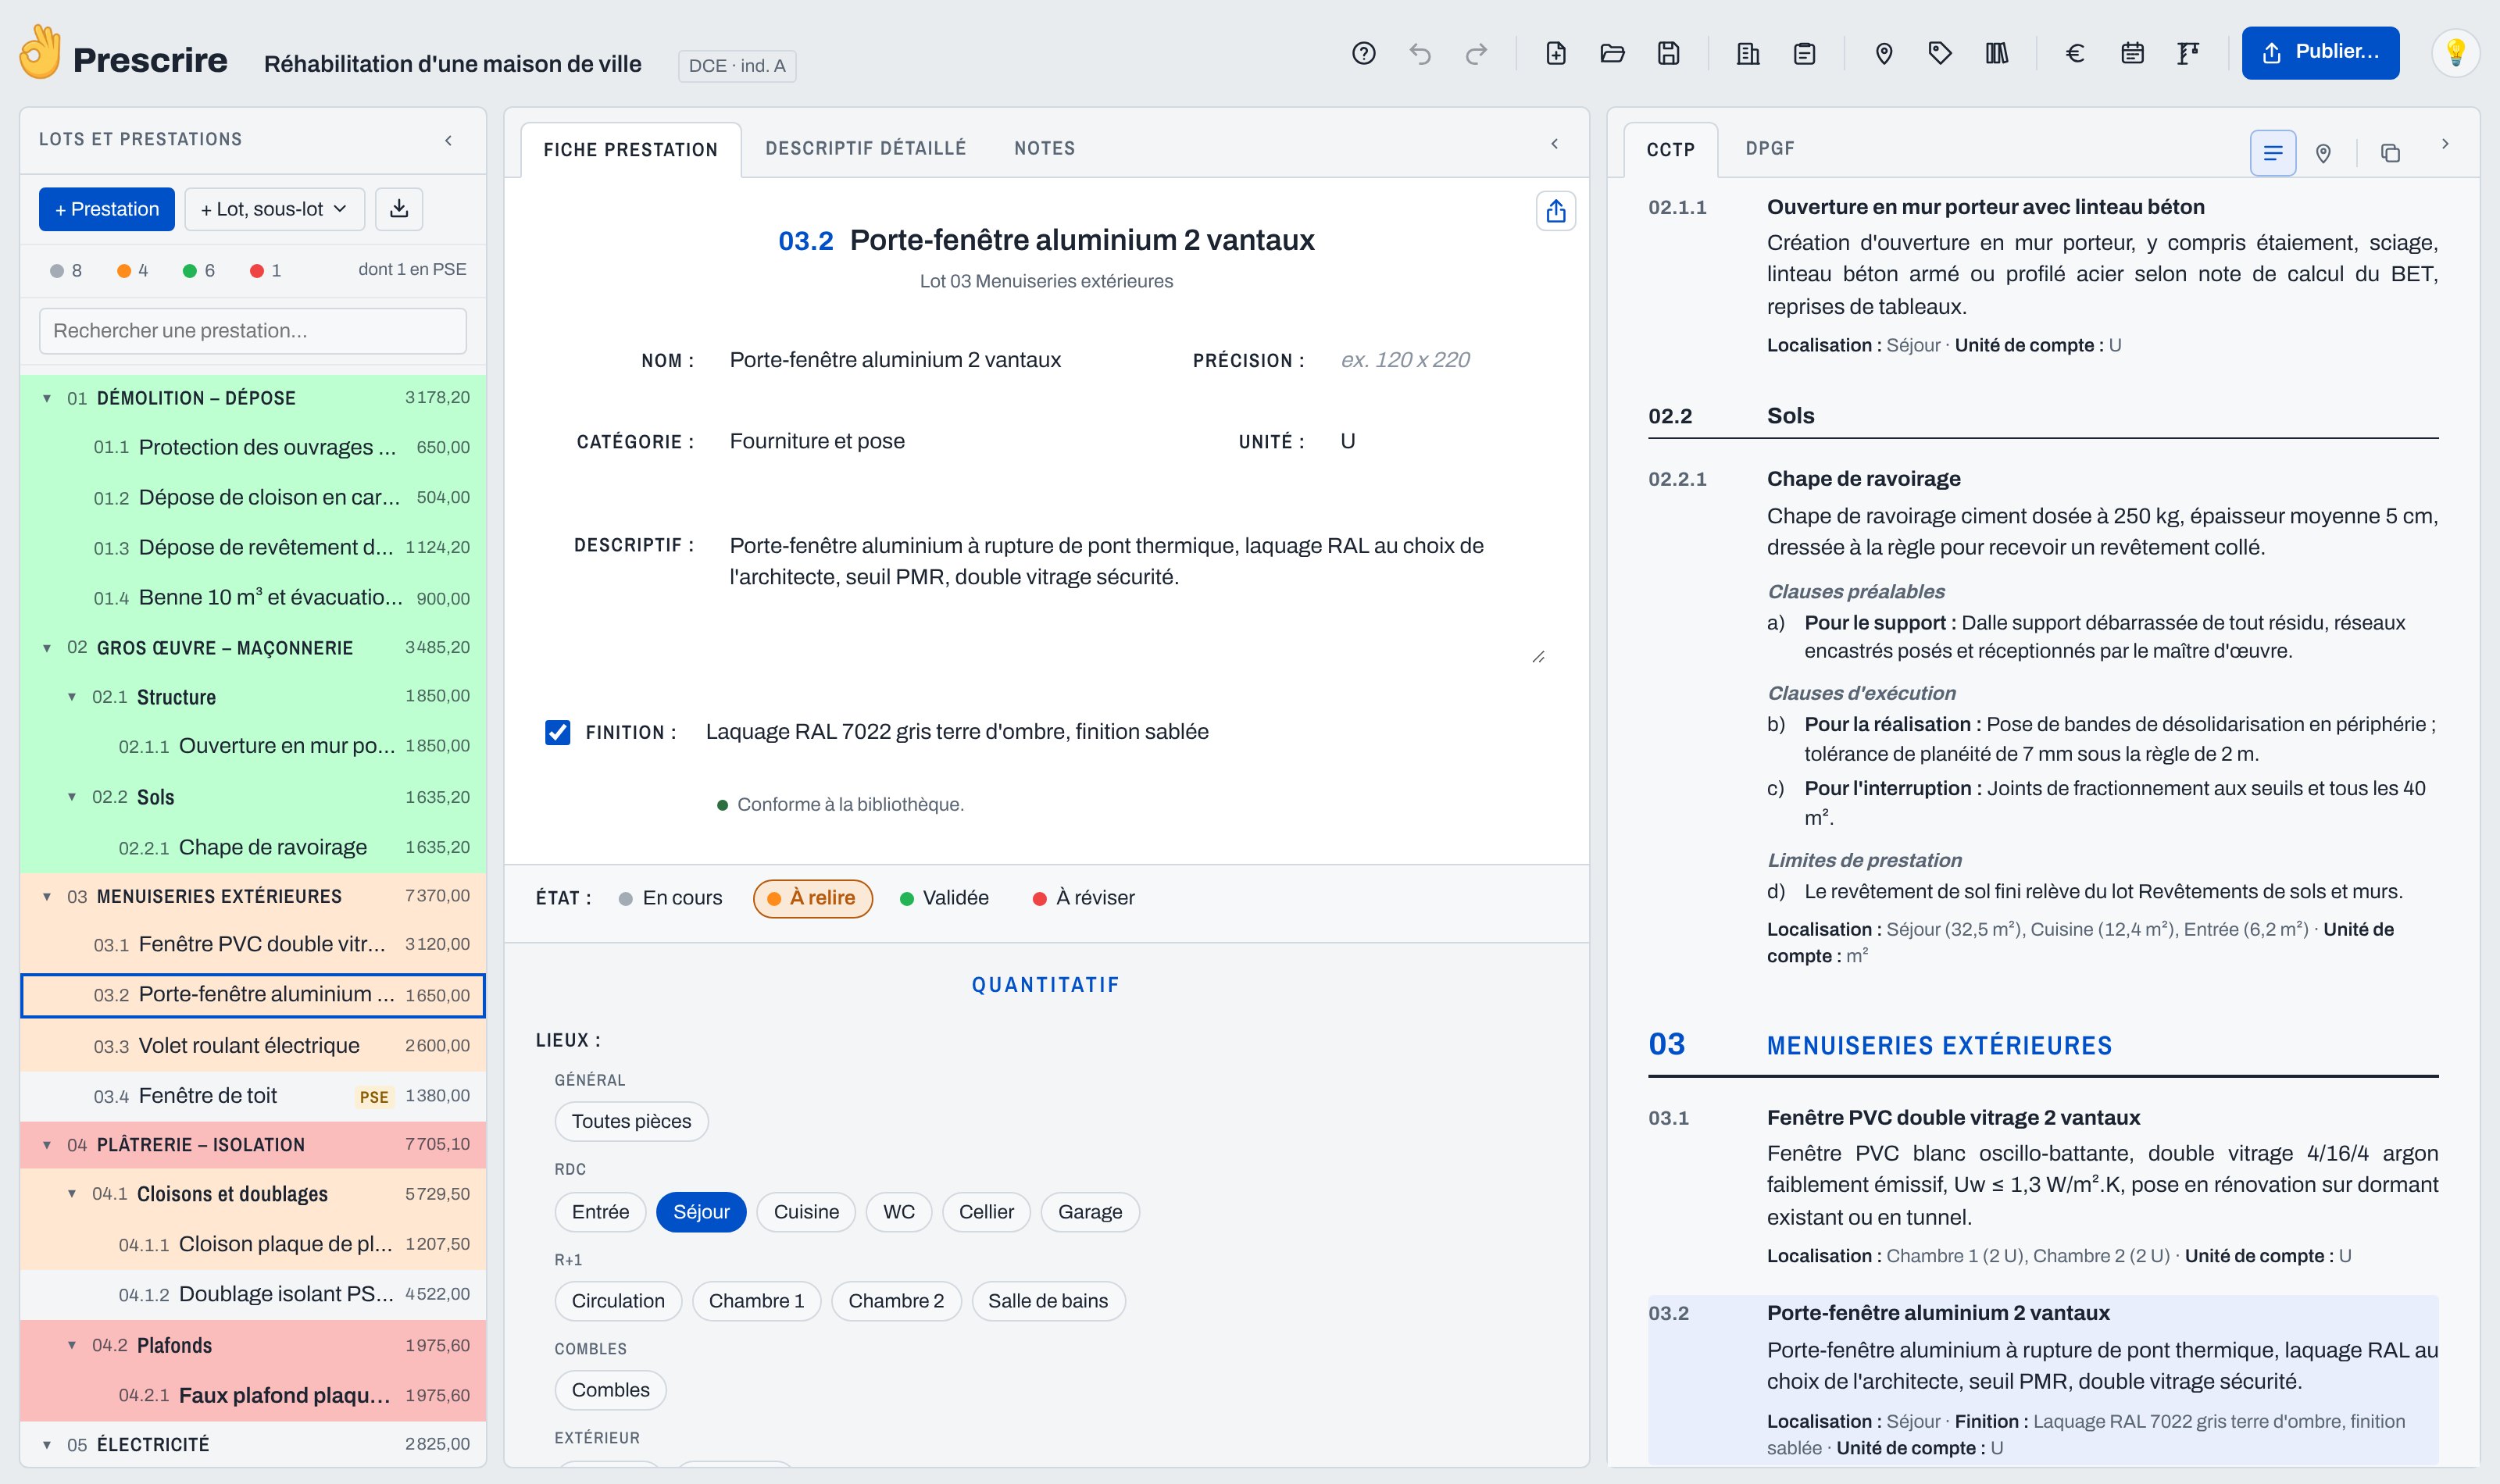 Prescrire
Réhabilitation d'une maison de ville
DCE · ind. A
Publier...
LOTS ET PRESTATIONS
+ Prestation
+ Lot, sous-lot
8
4
6
1
dont 1 en PSE
Rechercher une prestation...
01 DÉMOLITION – DÉPOSE 3 178,20
01.1 Protection des ouvrages ... 650,00
01.2 Dépose de cloison en car... 504,00
01.3 Dépose de revêtement d... 1 124,20
01.4 Benne 10 m³ et évacuatio... 900,00
02 GROS ŒUVRE – MAÇONNERIE 3 485,20
02.1 Structure 1 850,00
02.1.1 Ouverture en mur po... 1 850,00
02.2 Sols 1 635,20
02.2.1 Chape de ravoirage 1 635,20
03 MENUISERIES EXTÉRIEURES 7 370,00
03.1 Fenêtre PVC double vitr... 3 120,00
03.2 Porte-fenêtre aluminium ... 1 650,00
03.3 Volet roulant électrique 2 600,00
03.4 Fenêtre de toit PSE 1 380,00
04 PLÂTRERIE – ISOLATION 7 705,10
04.1 Cloisons et doublages 5 729,50
04.1.1 Cloison plaque de pl... 1 207,50
04.1.2 Doublage isolant PS... 4 522,00
04.2 Plafonds 1 975,60
04.2.1 Faux plafond plaqu... 1 975,60
05 ÉLECTRICITÉ 2 825,00
FICHE PRESTATION
DESCRIPTIF DÉTAILLÉ
NOTES
03.2 Porte-fenêtre aluminium 2 vantaux
Lot 03 Menuiseries extérieures
NOM : Porte-fenêtre aluminium 2 vantaux
PRÉCISION : ex. 120 x 220
CATÉGORIE : Fourniture et pose
UNITÉ : U
DESCRIPTIF : Porte-fenêtre aluminium à rupture de pont thermique, laquage RAL au choix de
l'architecte, seuil PMR, double vitrage sécurité.
FINITION : Laquage RAL 7022 gris terre d'ombre, finition sablée
Conforme à la bibliothèque.
ÉTAT : En cours À relire Validée À réviser
QUANTITATIF
LIEUX :
GÉNÉRAL
Toutes pièces
RDC
Entrée Séjour Cuisine WC Cellier Garage
R+1
Circulation Chambre 1 Chambre 2 Salle de bains
COMBLES
Combles
EXTÉRIEUR
CCTP
DPGF
02.1.1 Ouverture en mur porteur avec linteau béton
Création d'ouverture en mur porteur, y compris étaiement, sciage,
linteau béton armé ou profilé acier selon note de calcul du BET,
reprises de tableaux.
Localisation : Séjour · Unité de compte : U
02.2 Sols
02.2.1 Chape de ravoirage
Chape de ravoirage ciment dosée à 250 kg, épaisseur moyenne 5 cm,
dressée à la règle pour recevoir un revêtement collé.
Clauses préalables
a) Pour le support : Dalle support débarrassée de tout résidu, réseaux
encastrés posés et réceptionnés par le maître d'œuvre.
Clauses d'exécution
b) Pour la réalisation : Pose de bandes de désolidarisation en périphérie ;
tolérance de planéité de 7 mm sous la règle de 2 m.
c) Pour l'interruption : Joints de fractionnement aux seuils et tous les 40
m².
Limites de prestation
d) Le revêtement de sol fini relève du lot Revêtements de sols et murs.
Localisation : Séjour (32,5 m²), Cuisine (12,4 m²), Entrée (6,2 m²) · Unité de
compte : m²
03 MENUISERIES EXTÉRIEURES
03.1 Fenêtre PVC double vitrage 2 vantaux
Fenêtre PVC blanc oscillo-battante, double vitrage 4/16/4 argon
faiblement émissif, Uw ≤ 1,3 W/m².K, pose en rénovation sur dormant
existant ou en tunnel.
Localisation : Chambre 1 (2 U), Chambre 2 (2 U) · Unité de compte : U
03.2 Porte-fenêtre aluminium 2 vantaux
Porte-fenêtre aluminium à rupture de pont thermique, laquage RAL au
choix de l'architecte, seuil PMR, double vitrage sécurité.
Localisation : Séjour · Finition : Laquage RAL 7022 gris terre d'ombre, finition
sablée · Unité de compte : U